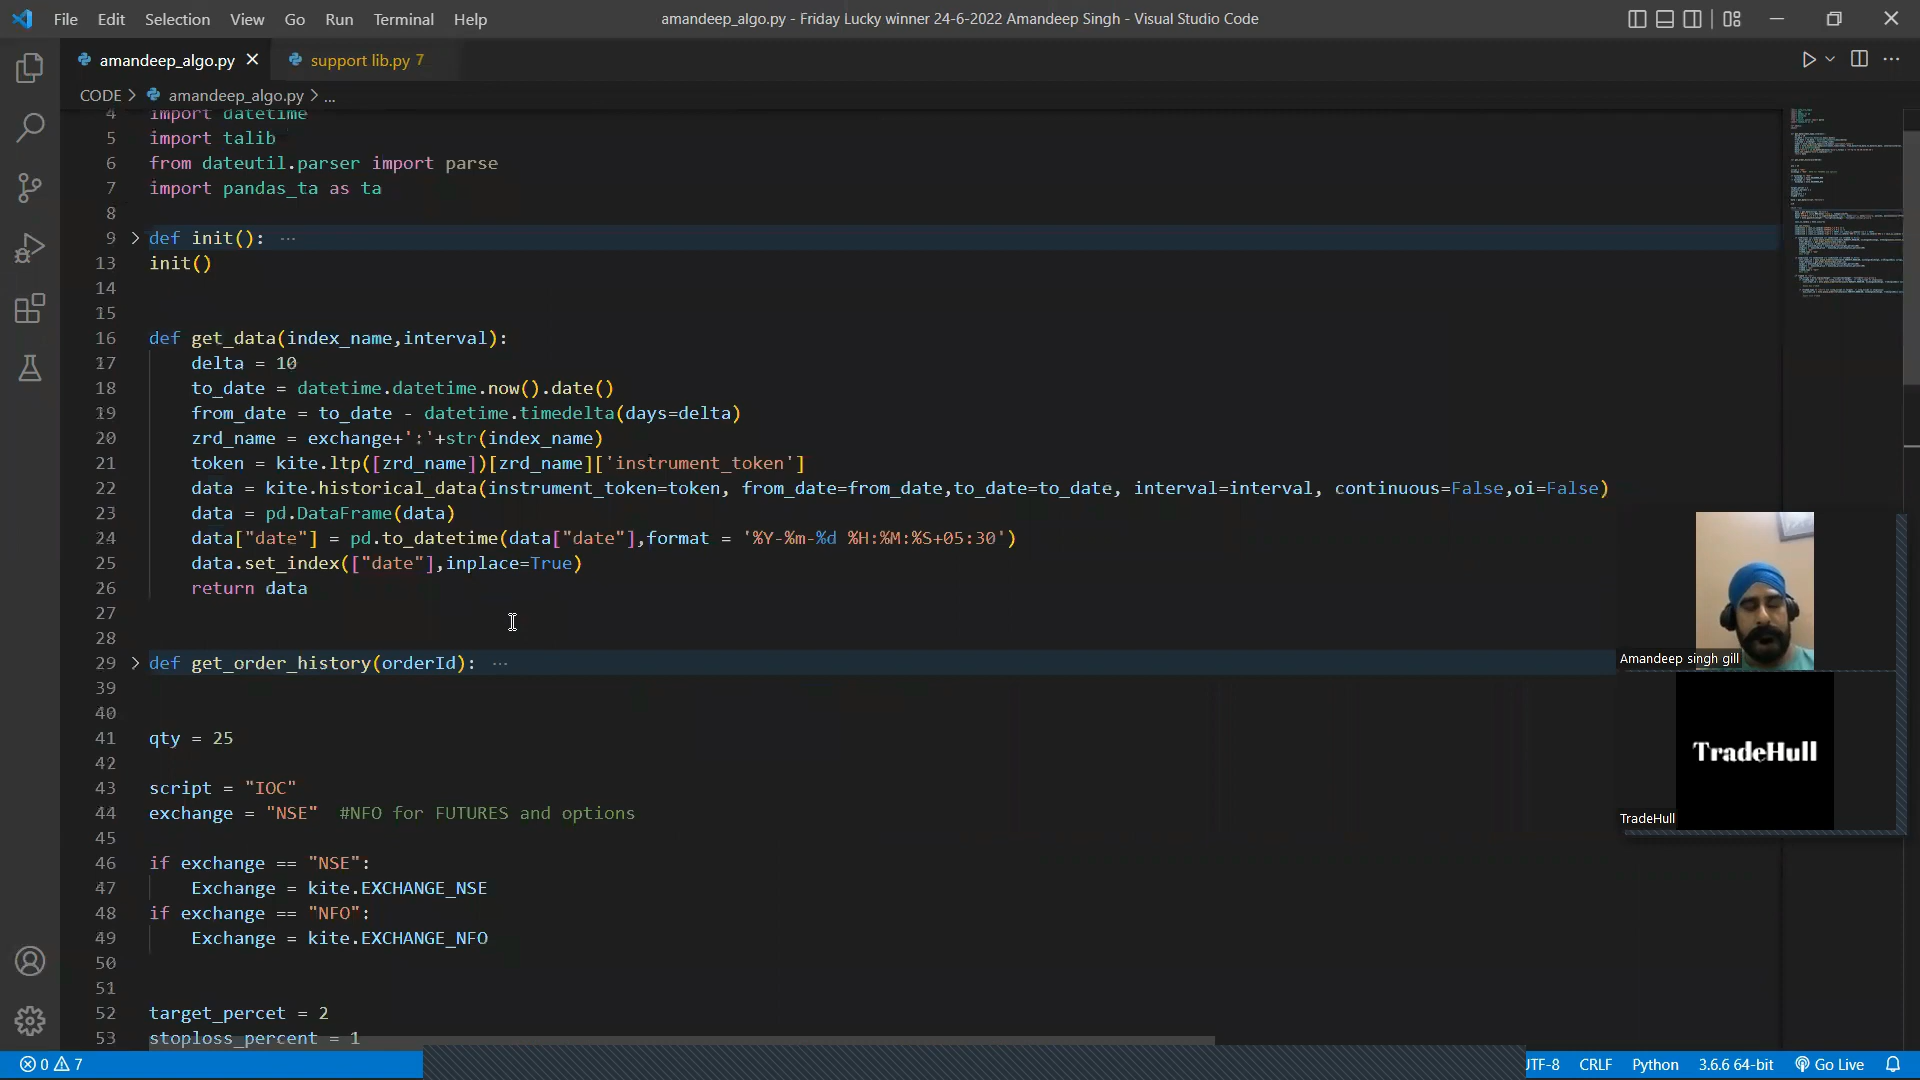 File Edit Selection View Go Run Terminal Help
amandeep_algo.py - Friday Lucky winner 24-6-2022 Amandeep Singh - Visual Studio Code
amandeep_algo.py
support lib.py 7
CODE > amandeep_algo.py > ...
4 import datetime
5 import talib
6 from dateutil.parser import parse
7 import pandas_ta as ta
8
9 def init(): ...
13 init()
14
15
16 def get_data(index_name,interval):
17 delta = 10
18 to_date = datetime.datetime.now().date()
19 from_date = to_date - datetime.timedelta(days=delta)
20 zrd_name = exchange+':'+str(index_name)
21 token = kite.ltp([zrd_name])[zrd_name]['instrument_token']
22 data = kite.historical_data(instrument_token=token, from_date=from_date,to_date=to_date, interval=interval, continuous=False,oi=False)
23 data = pd.DataFrame(data)
24 data["date"] = pd.to_datetime(data["date"],format = '%Y-%m-%d %H:%M:%S+05:30')
25 data.set_index(["date"],inplace=True)
26 return data
27
28
29 def get_order_history(orderId): ...
39
40
41 qty = 25
42
43 script = "IOC"
44 exchange = "NSE" #NFO for FUTURES and options
45
46 if exchange == "NSE":
47 Exchange = kite.EXCHANGE_NSE
48 if exchange == "NFO":
49 Exchange = kite.EXCHANGE_NFO
50
51
52 target_percet = 2
53 stoploss_percent = 1
Amandeep singh gill
TradeHull
TradeHull
0 7
UTF-8 CRLF Python 3.6.6 64-bit Go Live